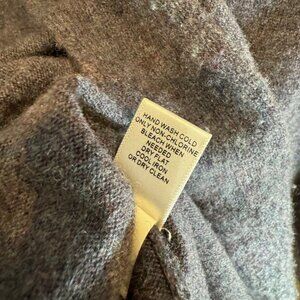 HAND WASH COLD
ONLY NON-CHLORINE
BLEACH WHEN
NEEDED
DRY FLAT
COOL IRON
OR DRY CLEAN